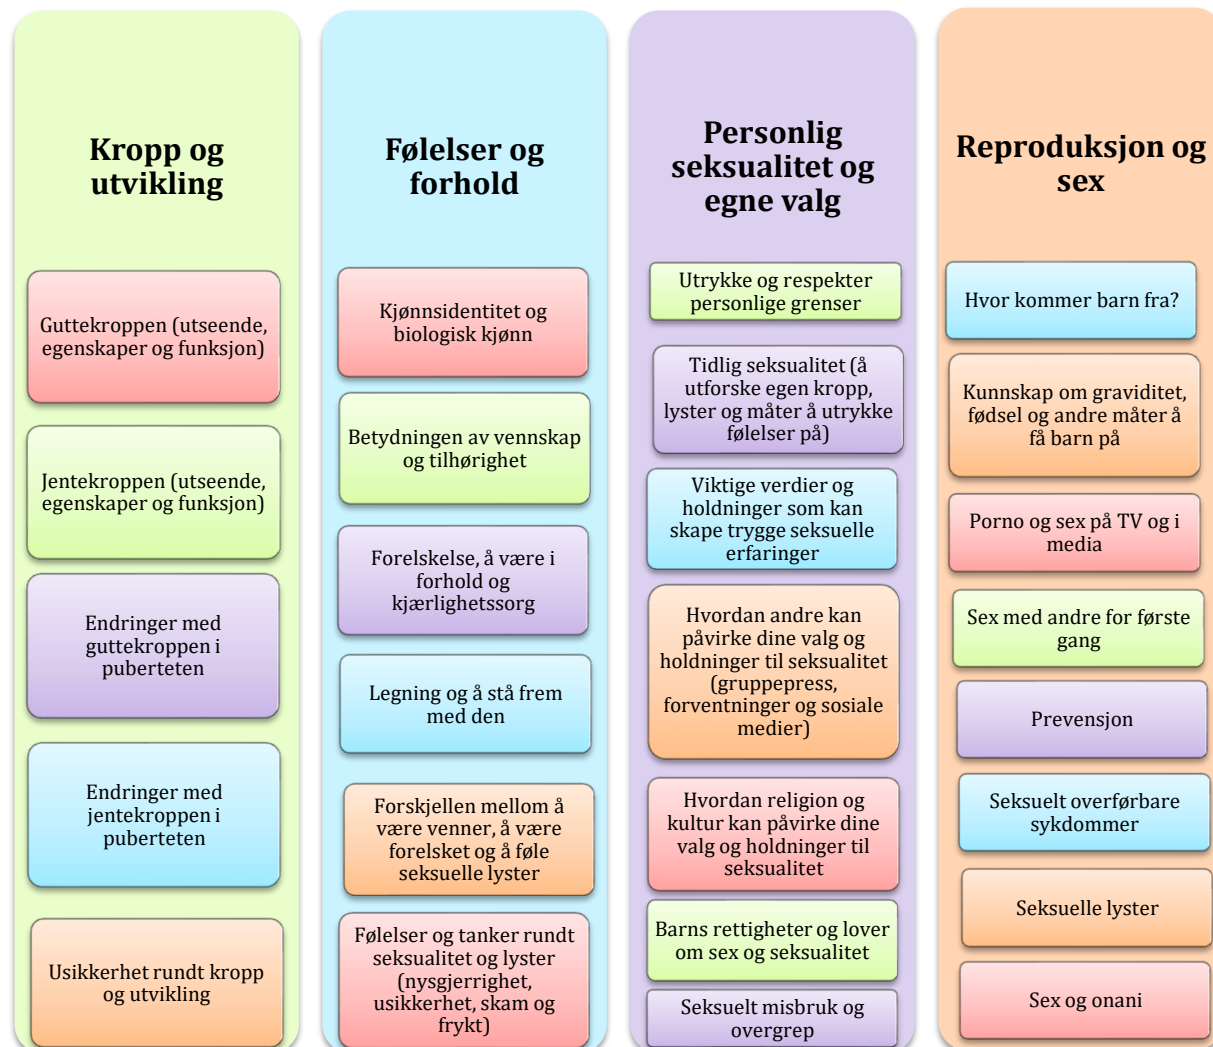 Kropp og
utvikling
Guttekroppen (utseende,
egenskaper og funksjon)
Jentekroppen (utseende,
egenskaper og funksjon)
Endringer med
guttekroppen i
puberteten
Endringer med
jentekroppen i
puberteten
Usikkerhet rundt kropp
og utvikling
Følelser og
forhold
Kjønnsidentitet og
biologisk kjønn
Betydningen av vennskap
og tilhørighet
Forelskelse, å være i
forhold og
kjærlighetssorg
Legning og å stå frem
med den
Forskjellen mellom å
være venner, å være
forelsket og å føle
seksuelle lyster
Følelser og tanker rundt
seksualitet og lyster
(nysgjerrighet,
usikkerhet, skam og
frykt)
Personlig
seksualitet og
egne valg
Utrykke og respekter
personlige grenser
Tidlig seksualitet (å
utforske egen kropp,
lyster og måter å utrykke
følelser på)
Viktige verdier og
holdninger som kan
skape trygge seksuelle
erfaringer
Hvordan andre kan
påvirke dine valg og
holdninger til seksualitet
(gruppepress,
forventninger og sosiale
medier)
Hvordan religion og
kultur kan påvirke dine
valg og holdninger til
seksualitet
Barns rettigheter og lover
om sex og seksualitet
Seksuelt misbruk og
overgrep
Reproduksjon og
sex
Hvor kommer barn fra?
Kunnskap om graviditet,
fødsel og andre måter å
få barn på
Porno og sex på TV og i
media
Sex med andre for første
gang
Prevensjon
Seksuelt overførbare
sykdommer
Seksuelle lyster
Sex og onani